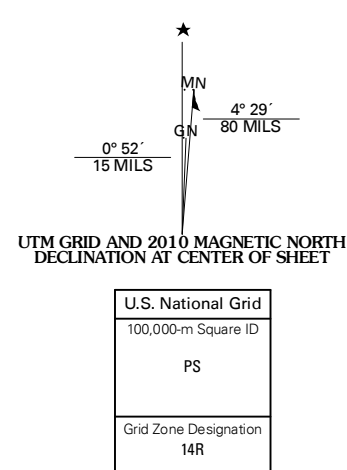 MN
4° 29´
80 MILS
GN
0° 52´
15 MILS
UTM GRID AND 2010 MAGNETIC NORTH
DECLINATION AT CENTER OF SHEET
U.S. National Grid
100,000-m Square ID
PS
Grid Zone Designation
14R